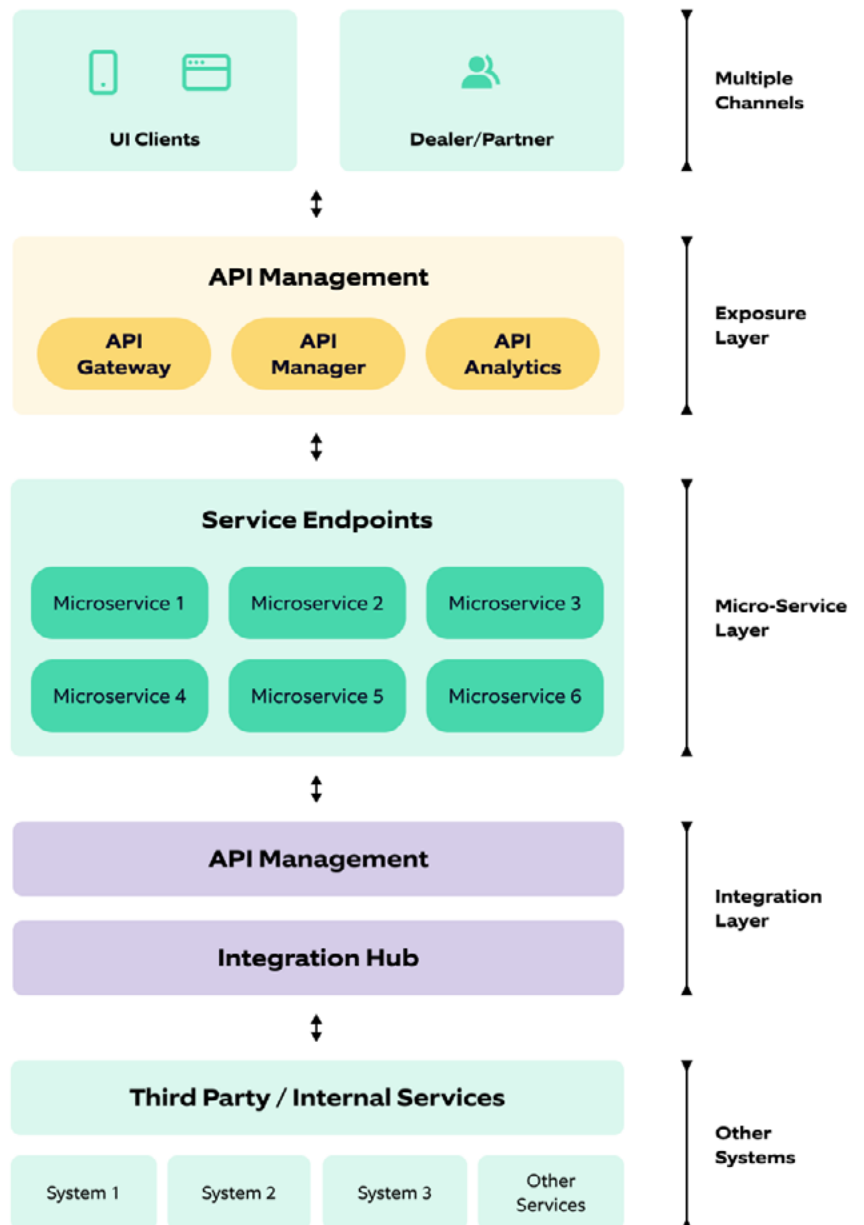 UI Clients
Dealer/Partner
Multiple
Channels
API Management
API
Gateway
API
Manager
API
Analytics
Exposure
Layer
Service Endpoints
Microservice 1
Microservice 2
Microservice 3
Microservice 4
Microservice 5
Microservice 6
Micro-Service
Layer
API Management
Integration Hub
Integration
Layer
Third Party / Internal Services
System 1
System 2
System 3
Other
Services
Other
Systems